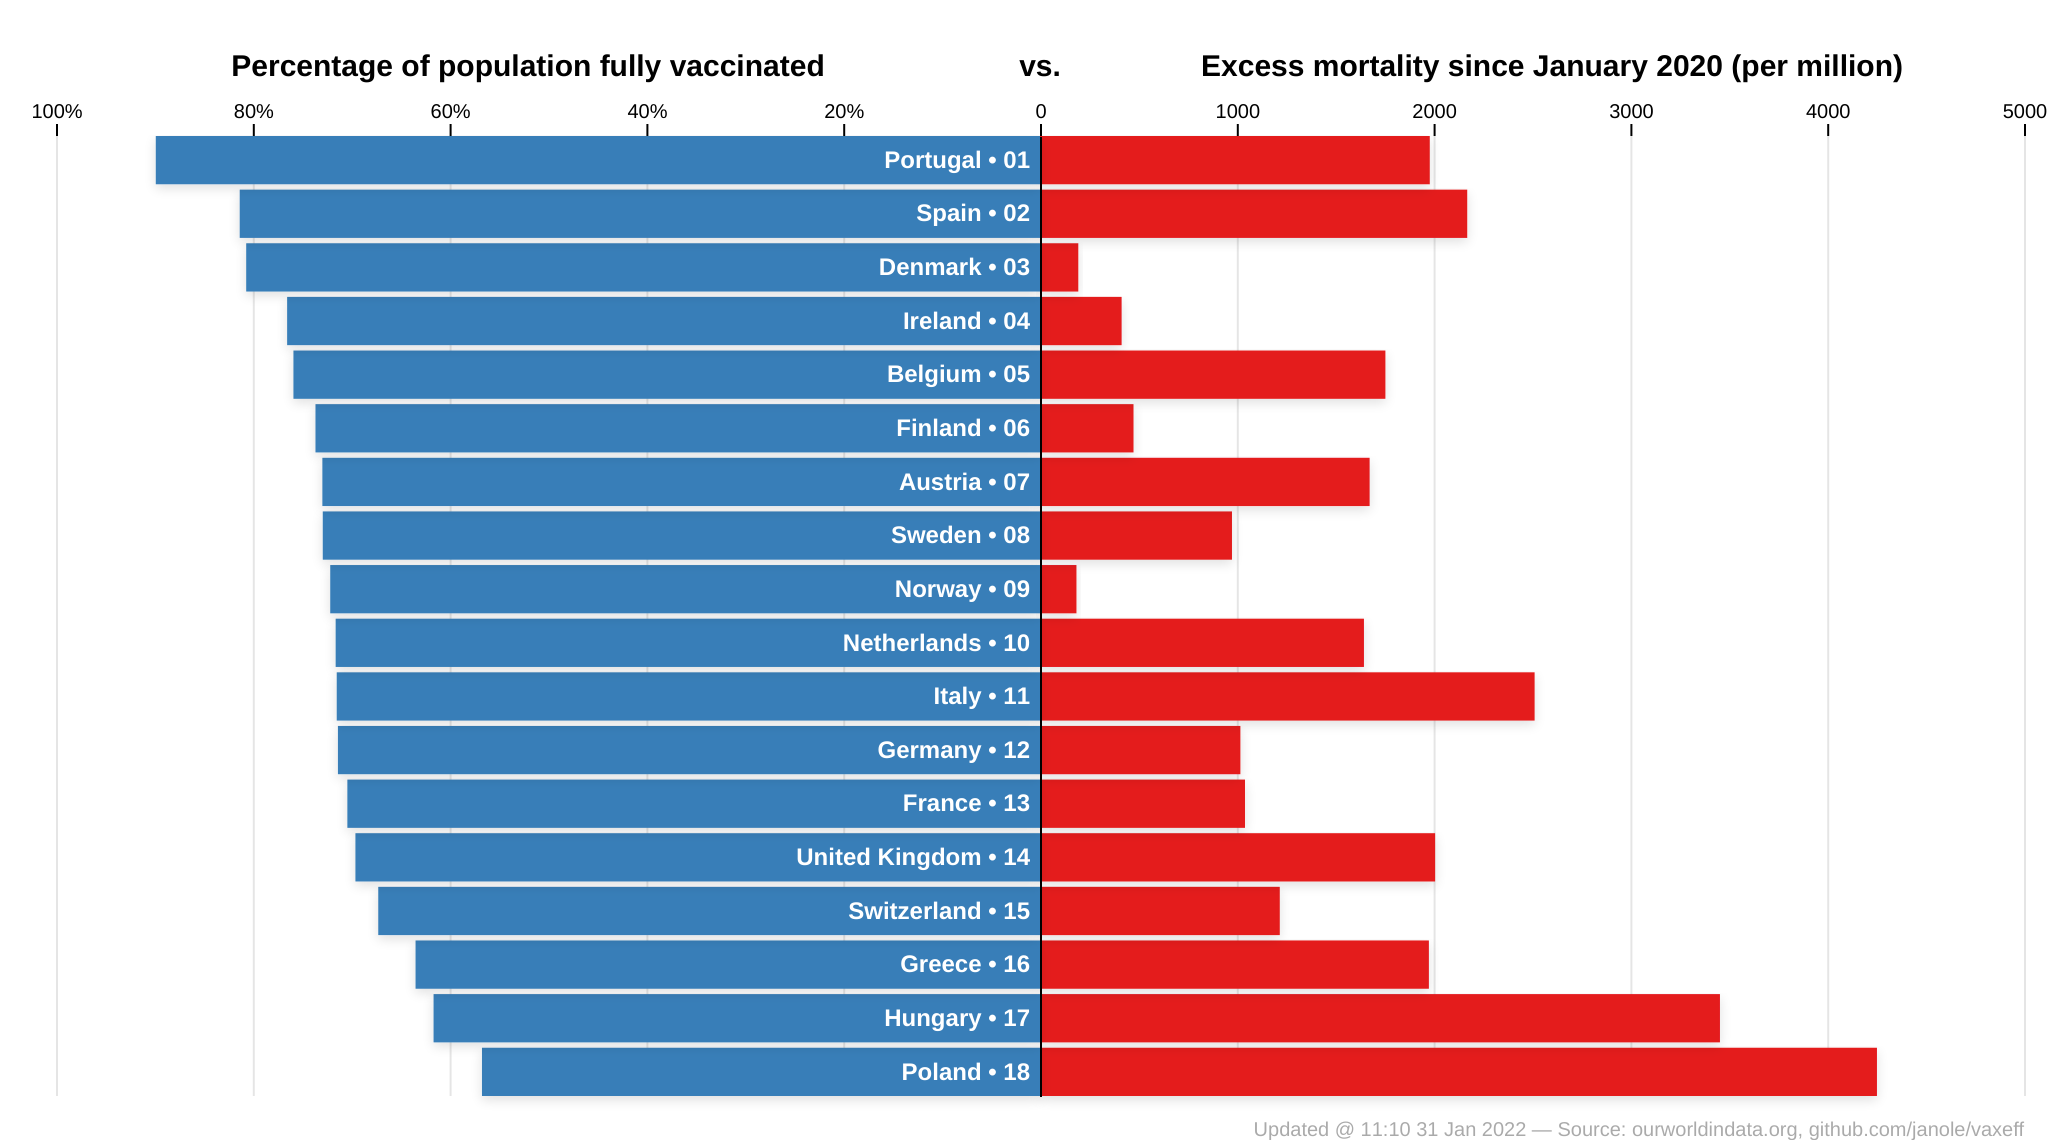 Percentage of population fully vaccinated vs. Excess mortality since January 2020 (per million)
100% 80% 60% 40% 20% 0 1000 2000 3000 4000 5000
Portugal • 01
Spain • 02
Denmark • 03
Ireland • 04
Belgium • 05
Finland • 06
Austria • 07
Sweden • 08
Norway • 09
Netherlands • 10
Italy • 11
Germany • 12
France • 13
United Kingdom • 14
Switzerland • 15
Greece • 16
Hungary • 17
Poland • 18
Updated @ 11:10 31 Jan 2022 — Source: ourworldindata.org, github.com/janole/vaxeff